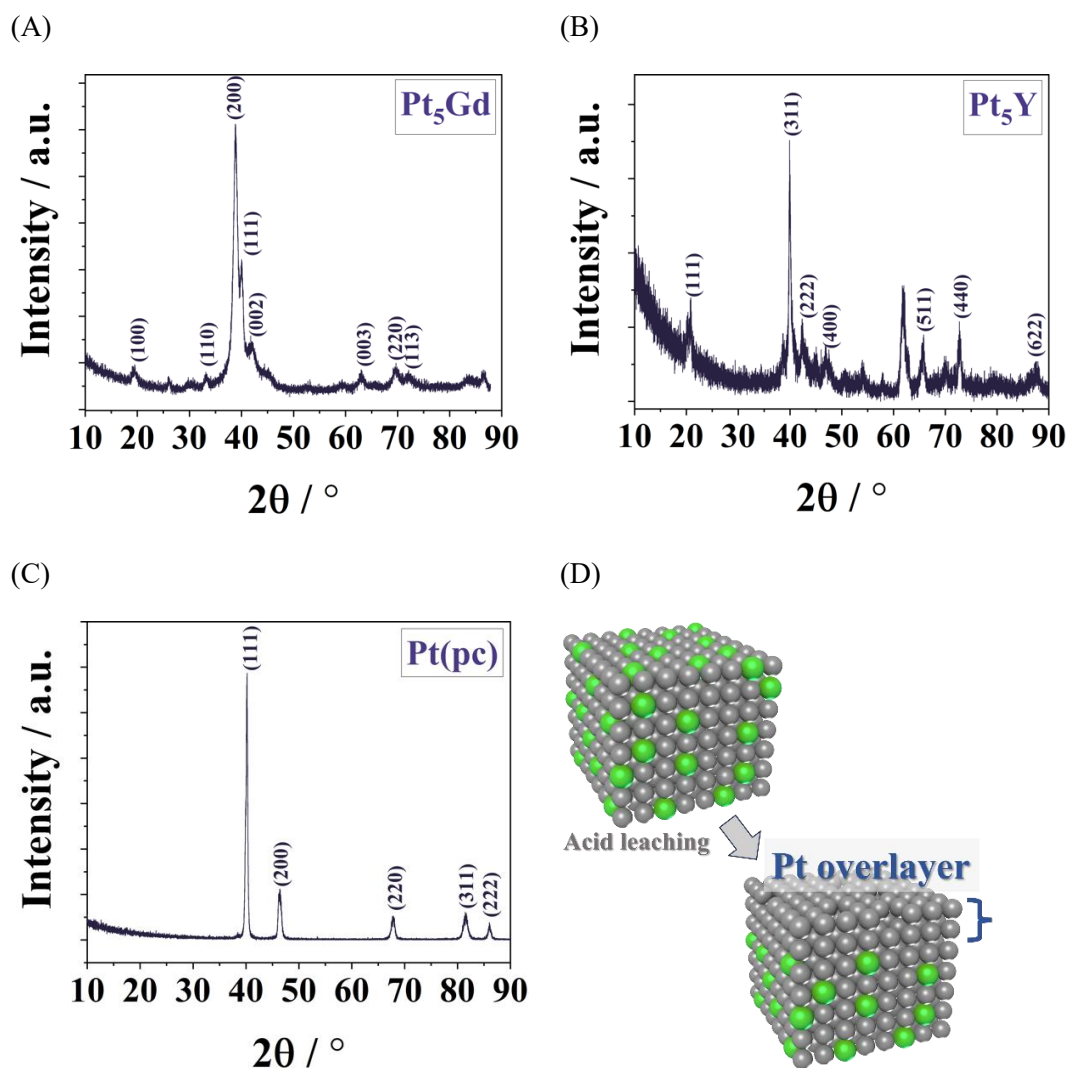 (A)
Pt₅Gd
Intensity / a.u.
(100)
(110)
(200)
(111)
(002)
(003)
(220)
(113)
10 20 30 40 50 60 70 80 90
2θ / °
(B)
Pt₅Y
Intensity / a.u.
(111)
(311)
(222)
(400)
(511)
(440)
(622)
10 20 30 40 50 60 70 80 90
2θ / °
(C)
Pt(pc)
Intensity / a.u.
(111)
(200)
(220)
(311)
(222)
10 20 30 40 50 60 70 80 90
2θ / °
(D)
Acid leaching
Pt overlayer